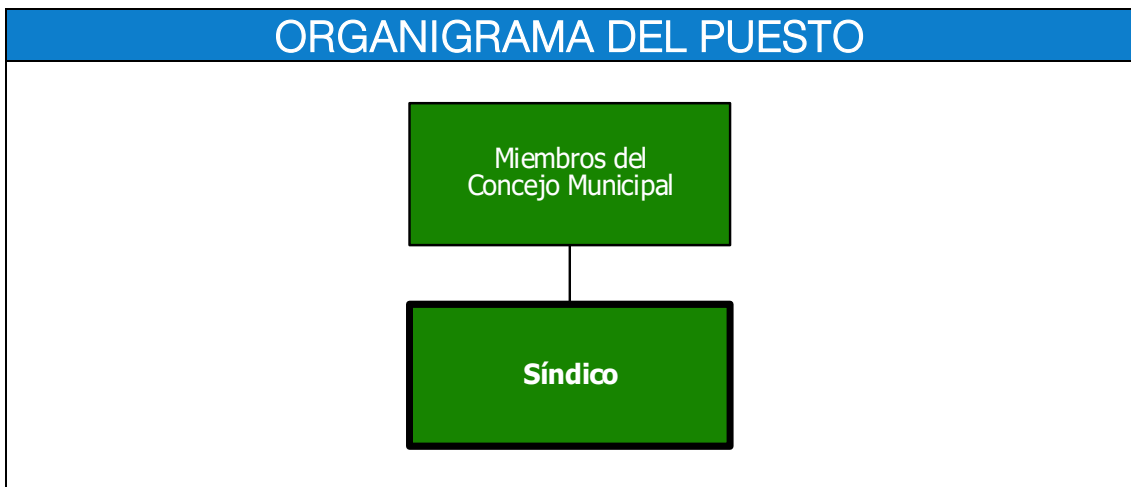 ORGANIGRAMA DEL PUESTO
Miembros del
Concejo Municipal
Síndico